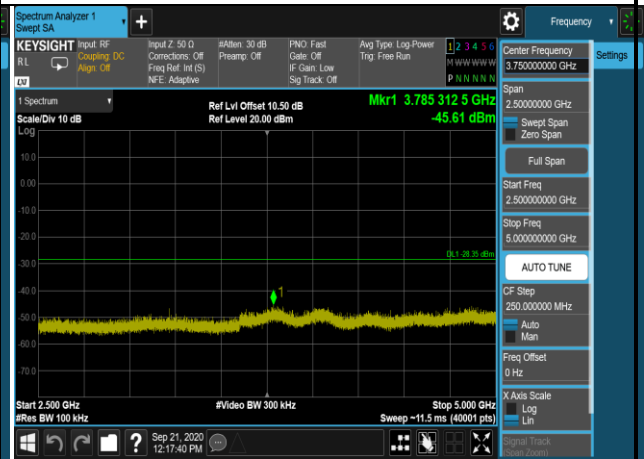 Spectrum Analyzer 1
Swept SA
Frequency
KEYSIGHT
RL
LXI
Input: RF
Coupling: DC
Align: Off
Input Z: 50 Ω
Corrections: Off
Freq Ref: Int (S)
NFE: Adaptive
#Atten: 30 dB
Preamp: Off
PNO: Fast
Gate: Off
IF Gain: Low
Sig Track: Off
Avg Type: Log-Power
Trig: Free Run
1 2 3 4 5 6
M W W W W W
P N N N N N
Center Frequency
3.750000000 GHz
Settings
Span
2.50000000 GHz
Swept Span
Zero Span
Full Span
Start Freq
2.500000000 GHz
Stop Freq
5.000000000 GHz
AUTO TUNE
CF Step
250.000000 MHz
Auto
Man
Freq Offset
0 Hz
X Axis Scale
Log
Lin
Signal Track
(Span Zoom)
1 Spectrum
Scale/Div 10 dB
Log
Ref Lvl Offset 10.50 dB
Ref Level 20.00 dBm
Mkr1 3.785 312 5 GHz
-45.61 dBm
10.0
0.00
-10.0
-20.0
DL1 -28.35 dBm
-30.0
-40.0
1
-50.0
-60.0
-70.0
Start 2.500 GHz
#Res BW 100 kHz
#Video BW 300 kHz
Stop 5.000 GHz
Sweep ~11.5 ms (40001 pts)
Sep 21, 2020
12:17:40 PM